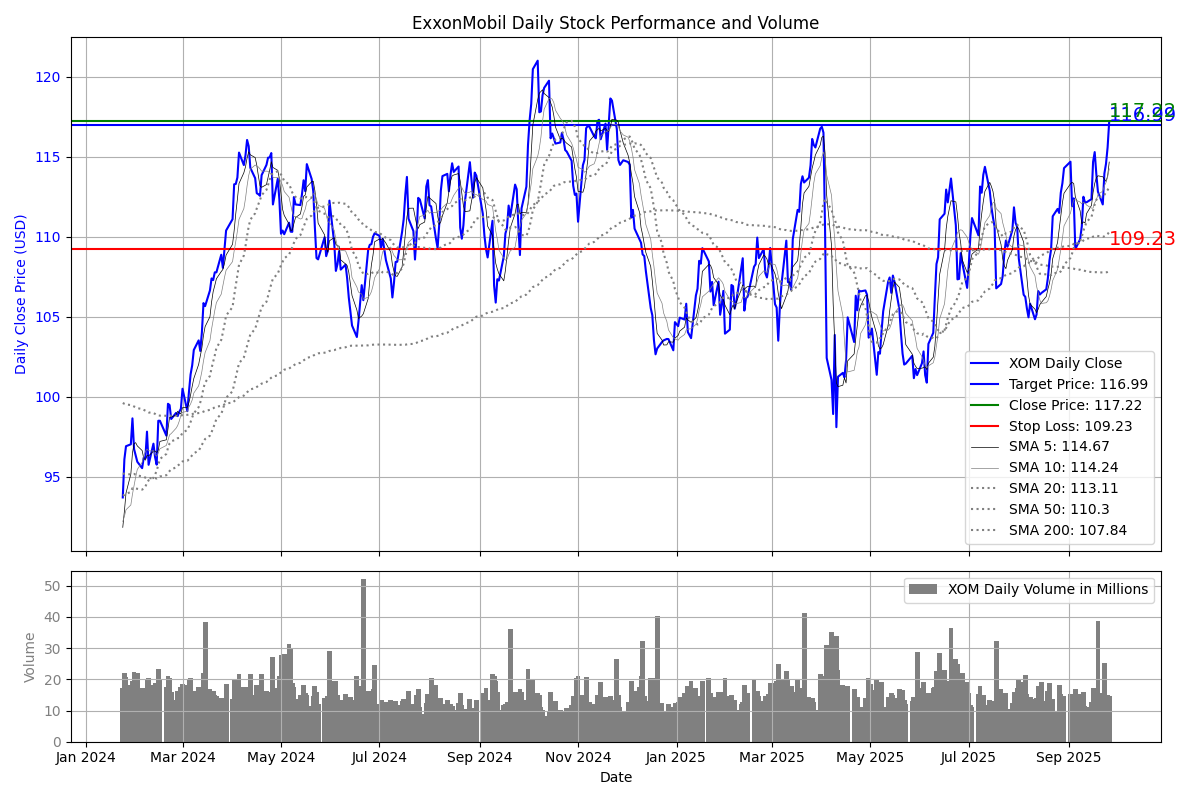 ExxonMobil Daily Stock Performance and Volume
Daily Close Price (USD)
120
115
110
105
100
95
117.22
116.99
109.23
XOM Daily Close
Target Price: 116.99
Close Price: 117.22
Stop Loss: 109.23
SMA 5: 114.67
SMA 10: 114.24
SMA 20: 113.11
SMA 50: 110.3
SMA 200: 107.84
Volume
50
40
30
20
10
0
XOM Daily Volume in Millions
Jan 2024 Mar 2024 May 2024 Jul 2024 Sep 2024 Nov 2024 Jan 2025 Mar 2025 May 2025 Jul 2025 Sep 2025
Date